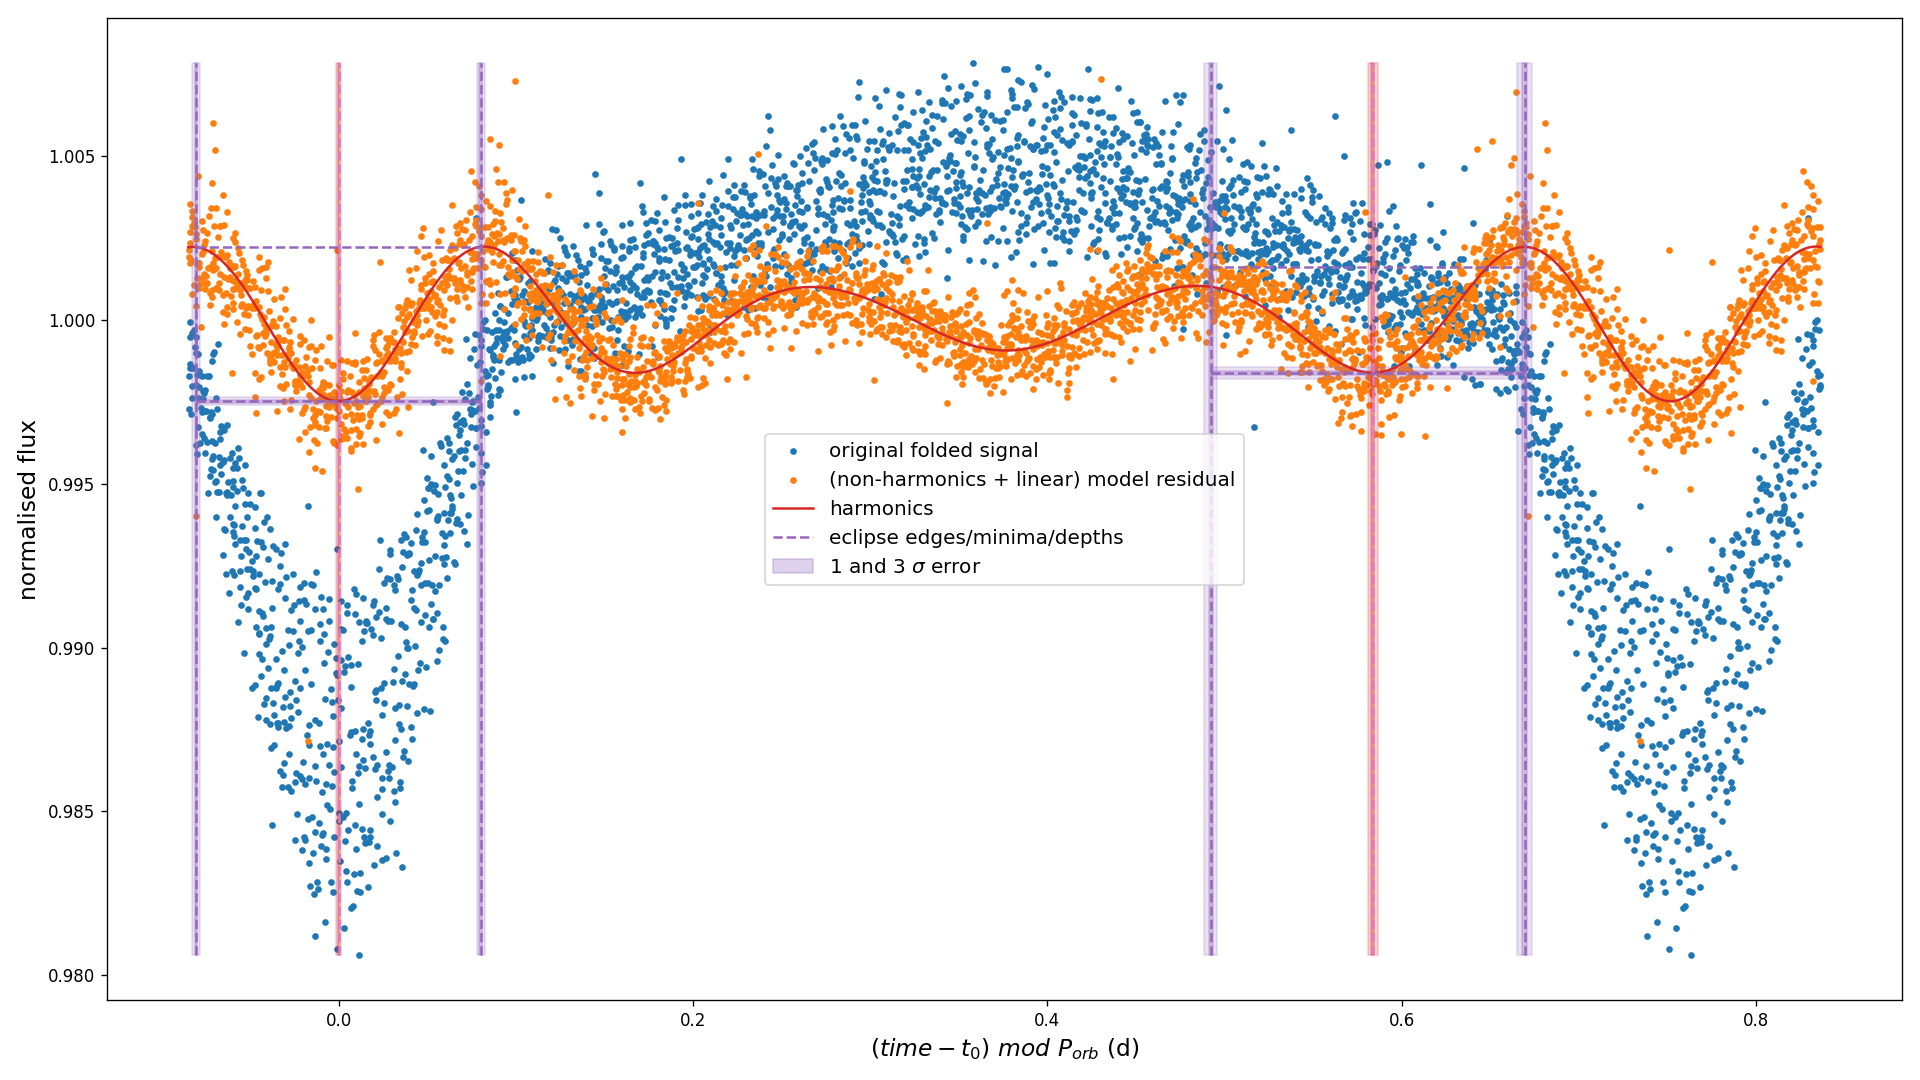 normalised flux
1.005
1.000
0.995
0.990
0.985
0.980
original folded signal
(non-harmonics + linear) model residual
harmonics
eclipse edges/minima/depths
1 and 3 σ error
0.0 0.2 0.4 0.6 0.8
(time − t₀) mod Pₒᵣᵦ (d)